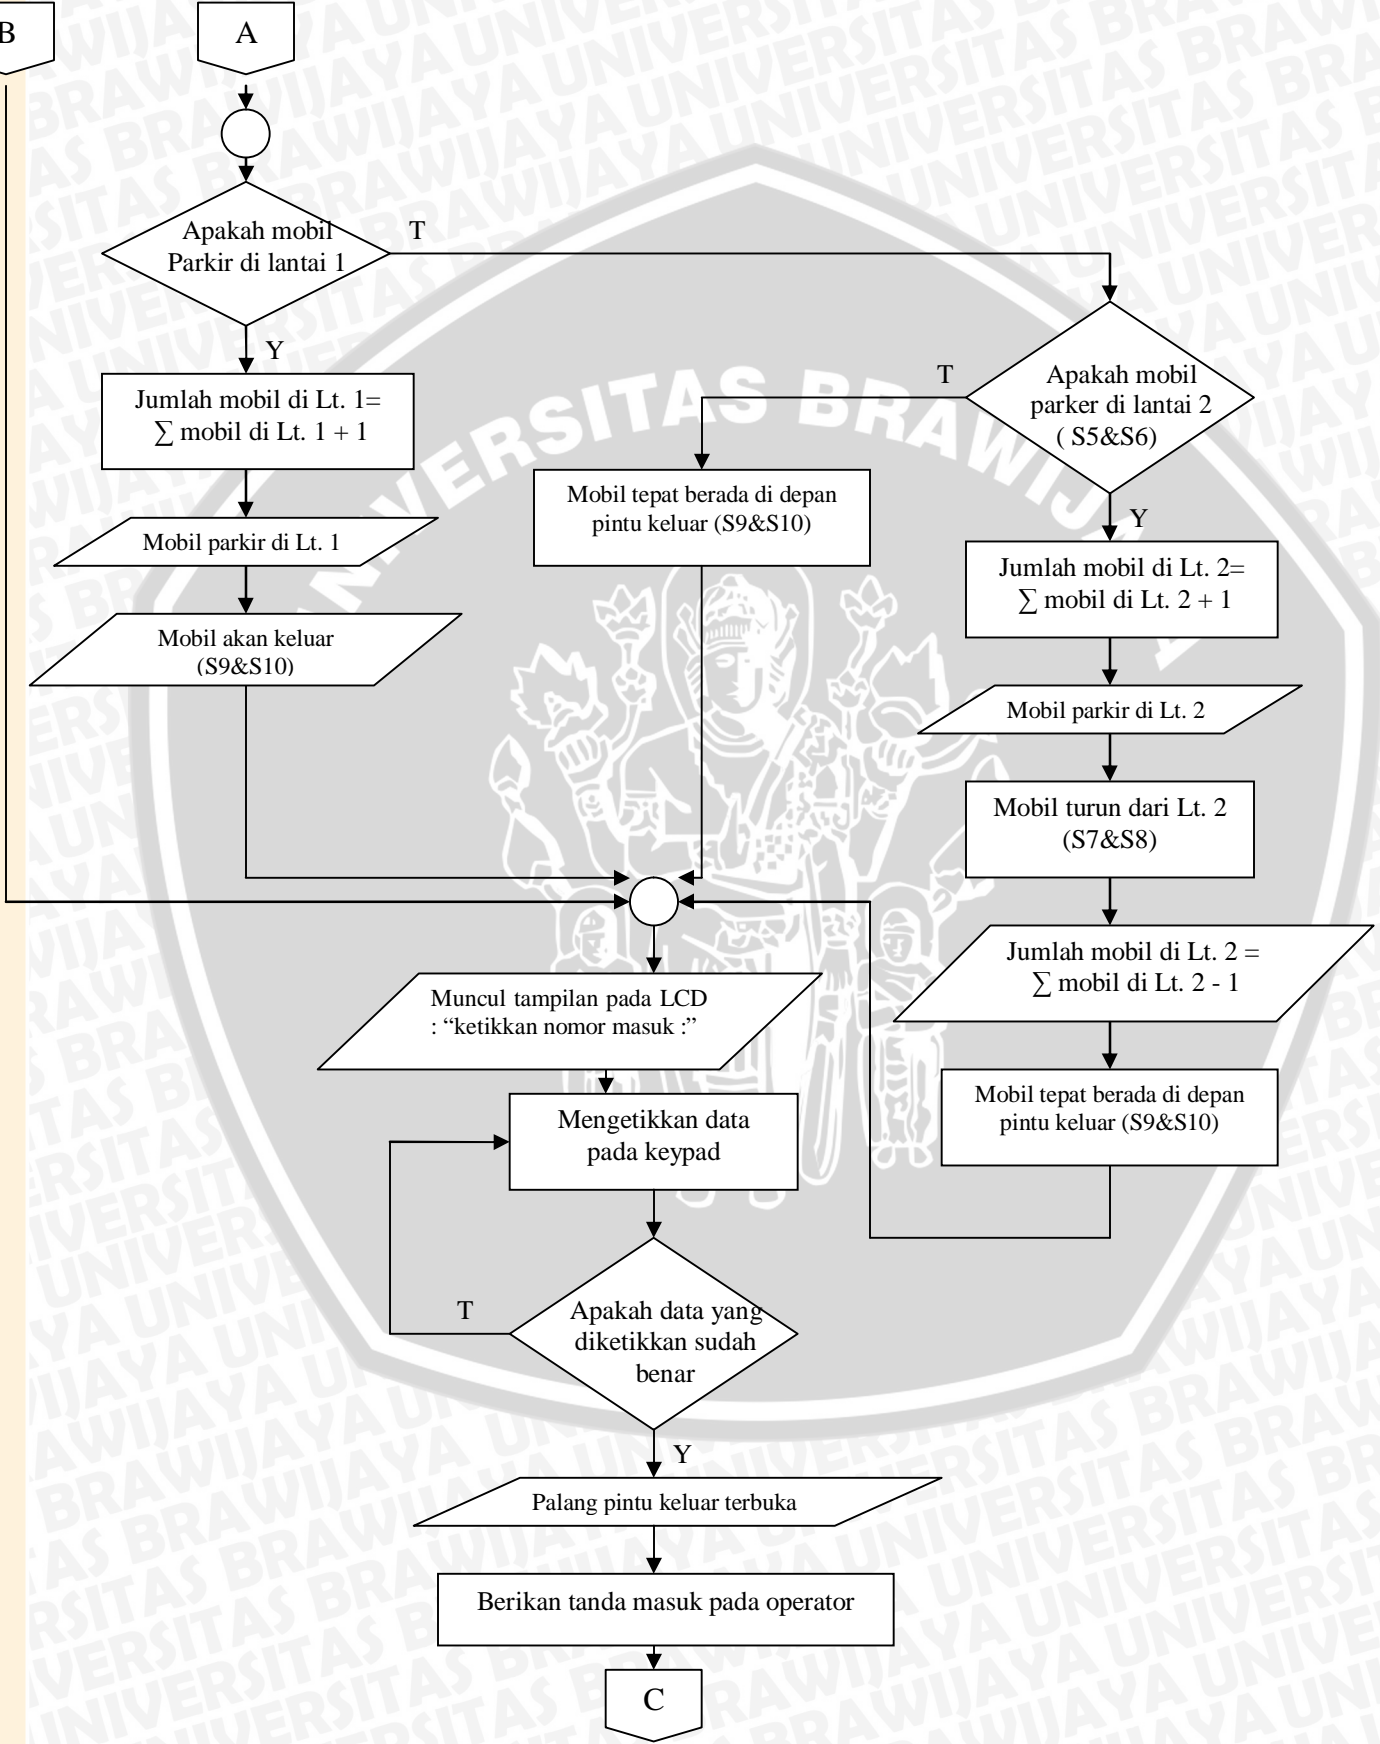 B
A
Apakah mobil
Parkir di lantai 1
T
Y
Jumlah mobil di Lt. 1=
∑ mobil di Lt. 1 + 1
Mobil parkir di Lt. 1
Mobil akan keluar
(S9&S10)
T
Apakah mobil
parker di lantai 2
( S5&S6)
Mobil tepat berada di depan
pintu keluar (S9&S10)
Y
Jumlah mobil di Lt. 2=
∑ mobil di Lt. 2 + 1
Mobil parkir di Lt. 2
Mobil turun dari Lt. 2
(S7&S8)
Jumlah mobil di Lt. 2 =
∑ mobil di Lt. 2 - 1
Mobil tepat berada di depan
pintu keluar (S9&S10)
Muncul tampilan pada LCD
: “ketikkan nomor masuk :”
Mengetikkan data
pada keypad
T
Apakah data yang
diketikkan sudah
benar
Y
Palang pintu keluar terbuka
Berikan tanda masuk pada operator
C